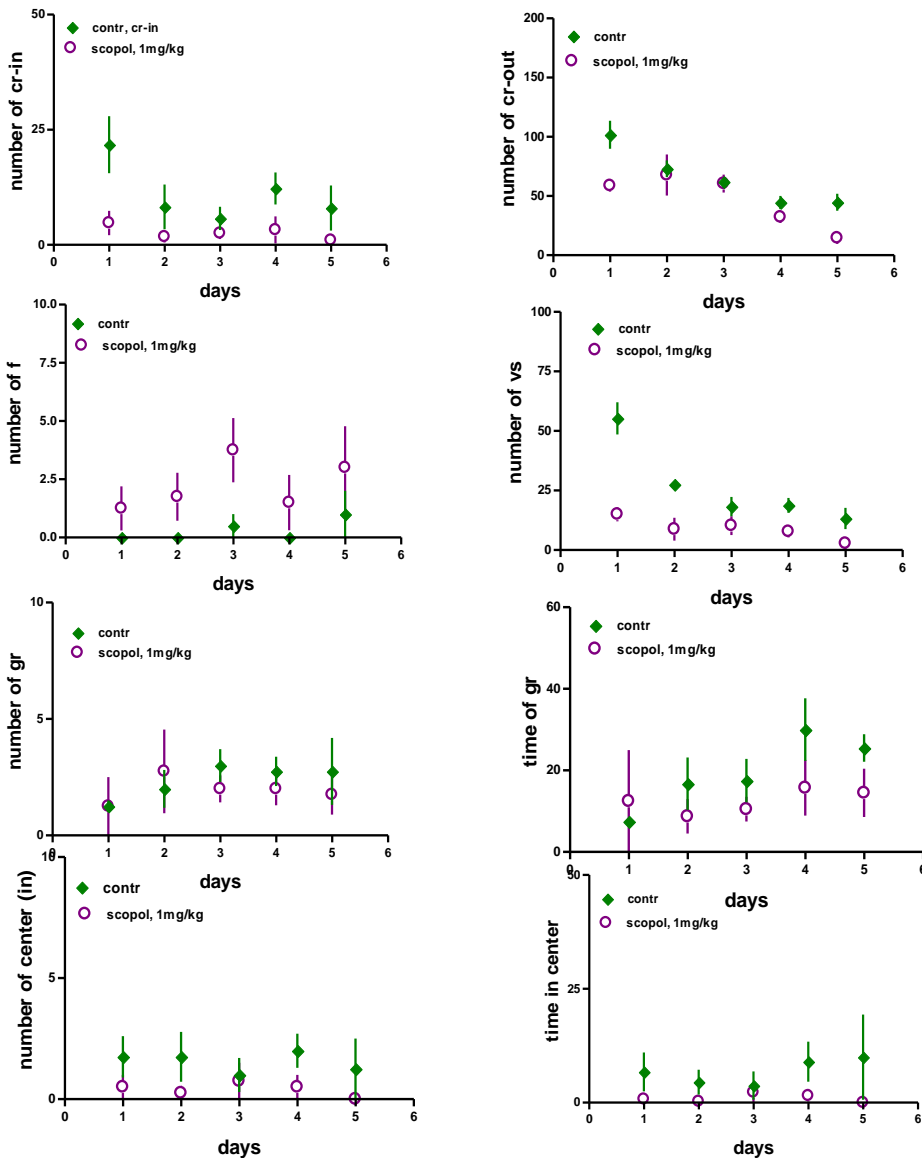 50
contr, cr-in
scopol, 1mg/kg
number of cr-in
25
0
0 1 2 3 4 5 6
days
200
contr
scopol, 1mg/kg
number of cr-out
150
100
50
0
0 1 2 3 4 5 6
days
10.0
contr
scopol, 1mg/kg
number of f
7.5
5.0
2.5
0.0
0 1 2 3 4 5 6
days
100
contr
scopol, 1mg/kg
number of vs
75
50
25
0
0 1 2 3 4 5 6
days
10
contr
scopol, 1mg/kg
number of gr
5
0
0 1 2 3 4 5 6
days
60
contr
scopol, 1mg/kg
time of gr
40
20
0
0 1 2 3 4 5 6
days
10
contr
scopol, 1mg/kg
number of center (in)
5
0
0 1 2 3 4 5 6
days
50
contr
scopol, 1mg/kg
time in center
25
0
0 1 2 3 4 5 6
days